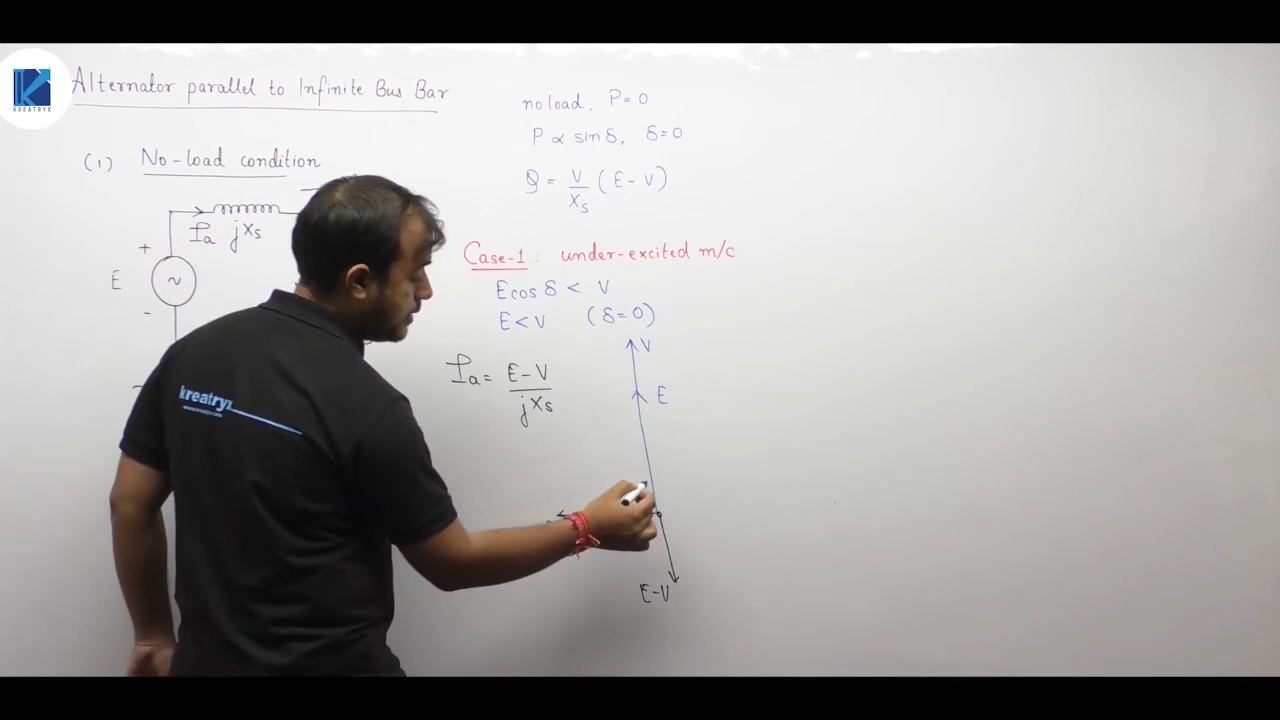 KREATRYX
Alternator parallel to Infinite Bus Bar
(i) No-load condition
Ia jXs
+
E
~
-
kreatryx
no load, P=0
P ∝ sin δ, δ=0
Q = V/Xs (E-V)
Case-1 : under-excited m/c
E cos δ < V
E < V (δ=0)
Ia = E-V/jXs
V
E
E-V